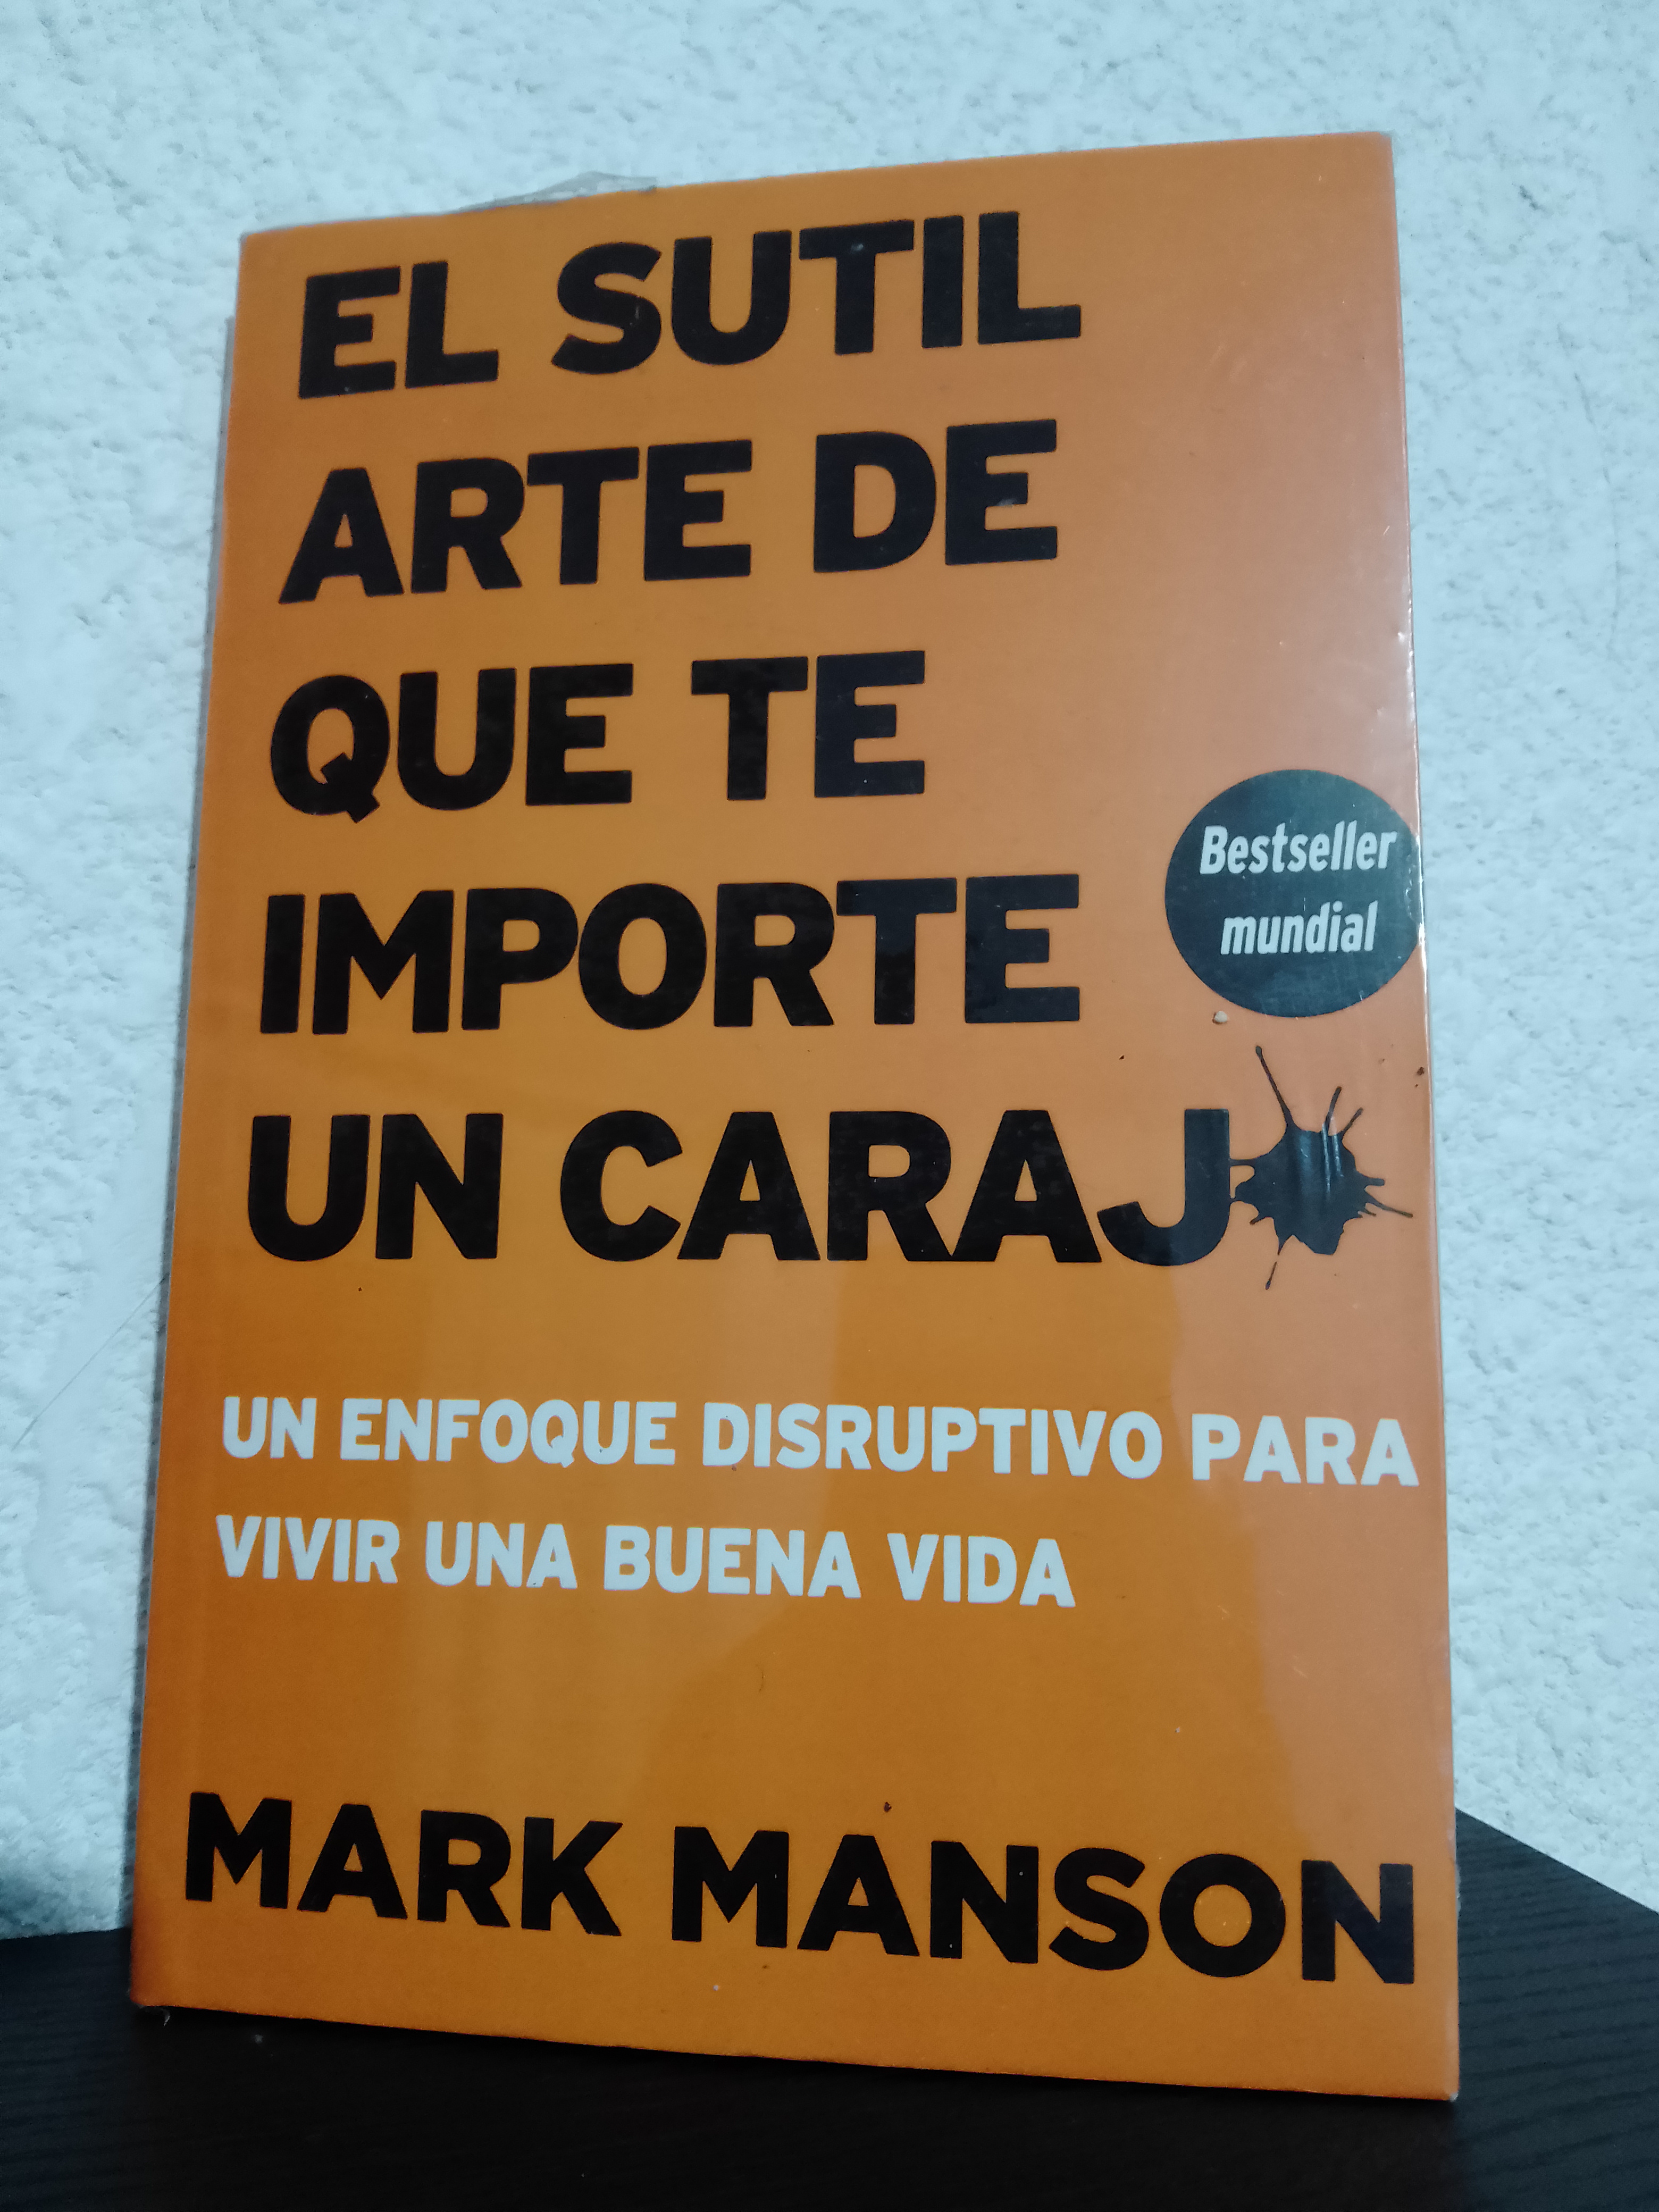 EL SUTIL
ARTE DE
QUE TE
IMPORTE
Bestseller
mundial
UN CARAJO
UN ENFOQUE DISRUPTIVO PARA
VIVIR UNA BUENA VIDA
MARK MANSON